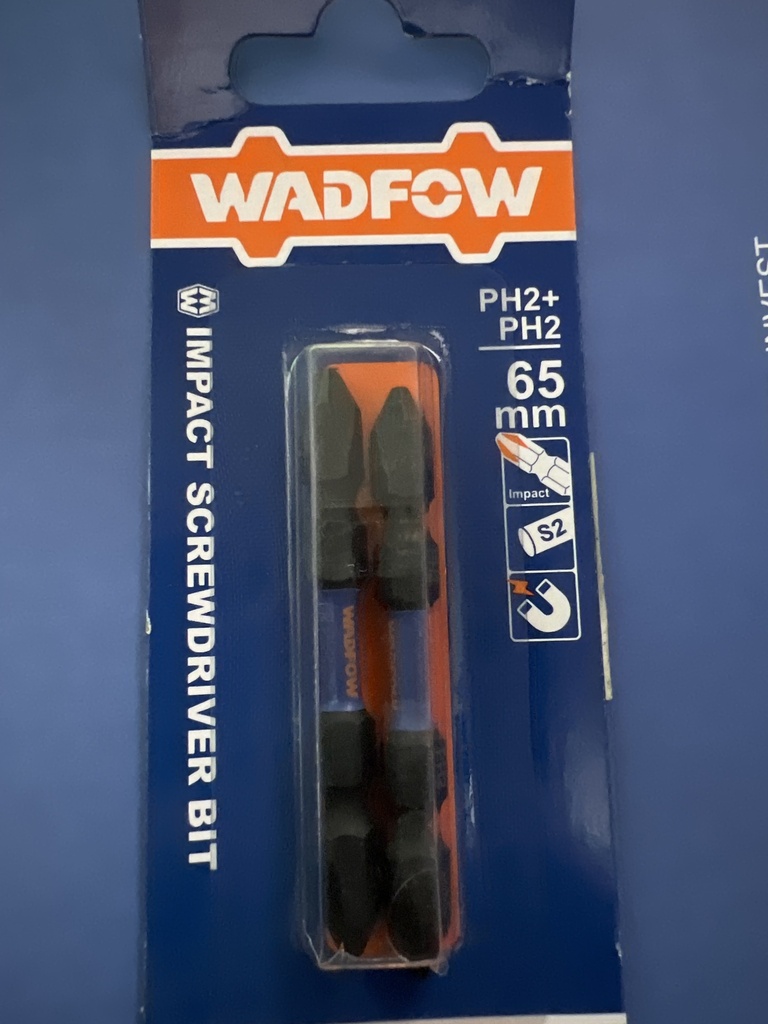 WADFOW
PH2+
PH2
65
mm
Impact
S2
IMPACT SCREWDRIVER BIT
WADFOW